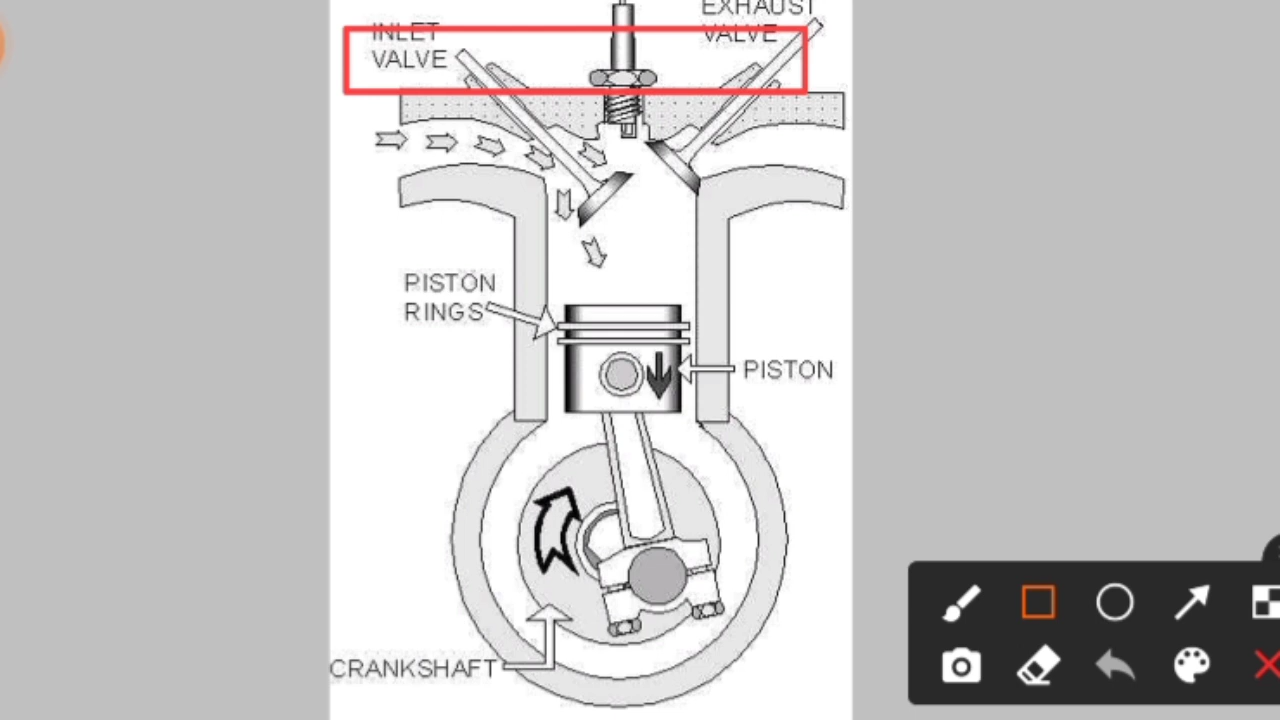 EXHAUST
VALVE
INLET
VALVE
PISTON
RINGS
PISTON
CRANKSHAFT